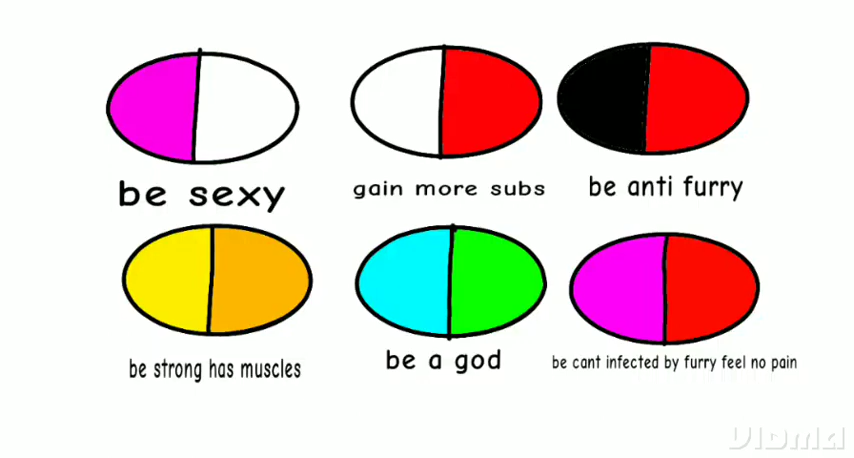 be sexy
gain more subs
be anti furry
be strong has muscles
be a god
be cant infected by furry feel no pain
VIDMA